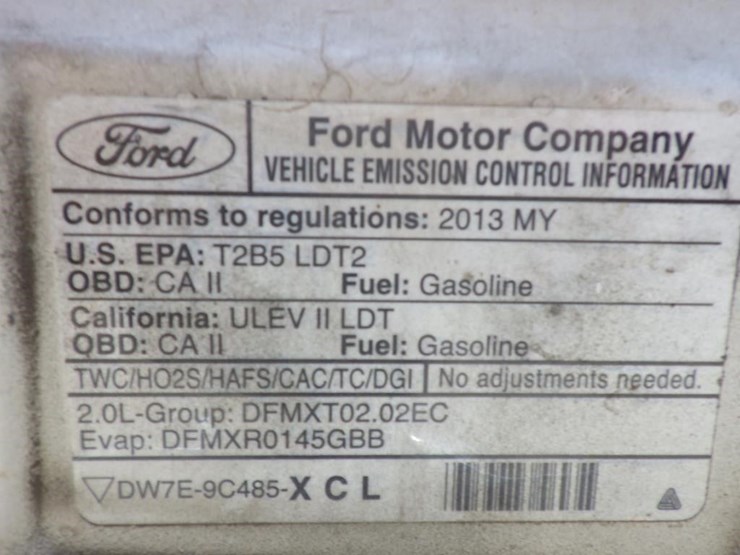 Ford
Ford Motor Company
VEHICLE EMISSION CONTROL INFORMATION
Conforms to regulations: 2013 MY
U.S. EPA: T2B5 LDT2
OBD: CA II Fuel: Gasoline
California: ULEV II LDT
OBD: CA II Fuel: Gasoline
TWC/HO2S/HAFS/CAC/TC/DGI No adjustments needed.
2.0L-Group: DFMXT02.02EC
Evap: DFMXR0145GBB
DW7E-9C485-X C L